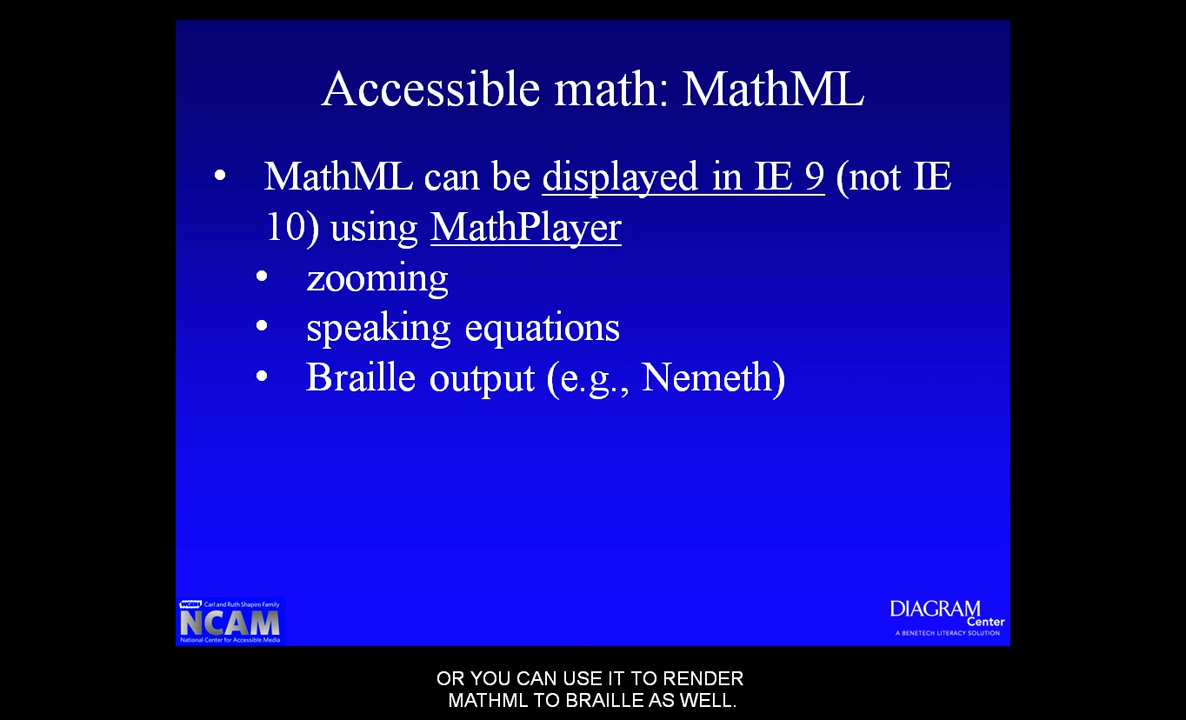 Accessible math: MathML
• MathML can be displayed in IE 9 (not IE
10) using MathPlayer
• zooming
• speaking equations
• Braille output (e.g., Nemeth)
WGBH Carl and Ruth Shapiro Family
NCAM
National Center for Accessible Media
DIAGRAM
Center
A BENETECH LITERACY SOLUTION
OR YOU CAN USE IT TO RENDER
MATHML TO BRAILLE AS WELL.